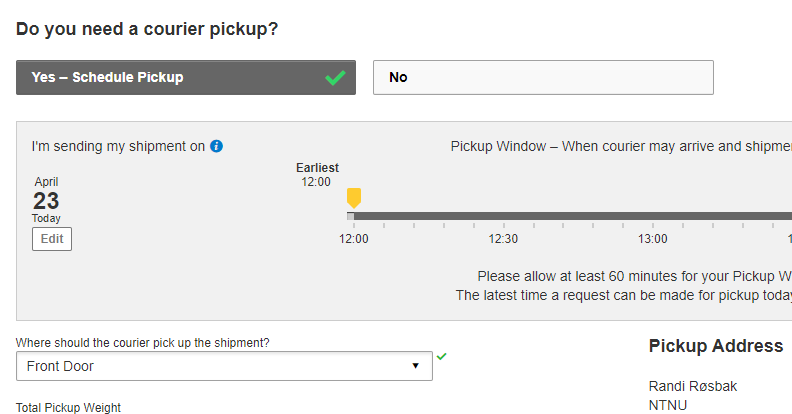 Do you need a courier pickup?
Yes – Schedule Pickup
No
I'm sending my shipment on
Pickup Window – When courier may arrive and shipme
April
23
Today
Edit
Earliest
12:00
12:00 12:30 13:00 1
Please allow at least 60 minutes for your Pickup W
The latest time a request can be made for pickup today
Where should the courier pick up the shipment?
Front Door
Total Pickup Weight
Pickup Address
Randi Røsbak
NTNU